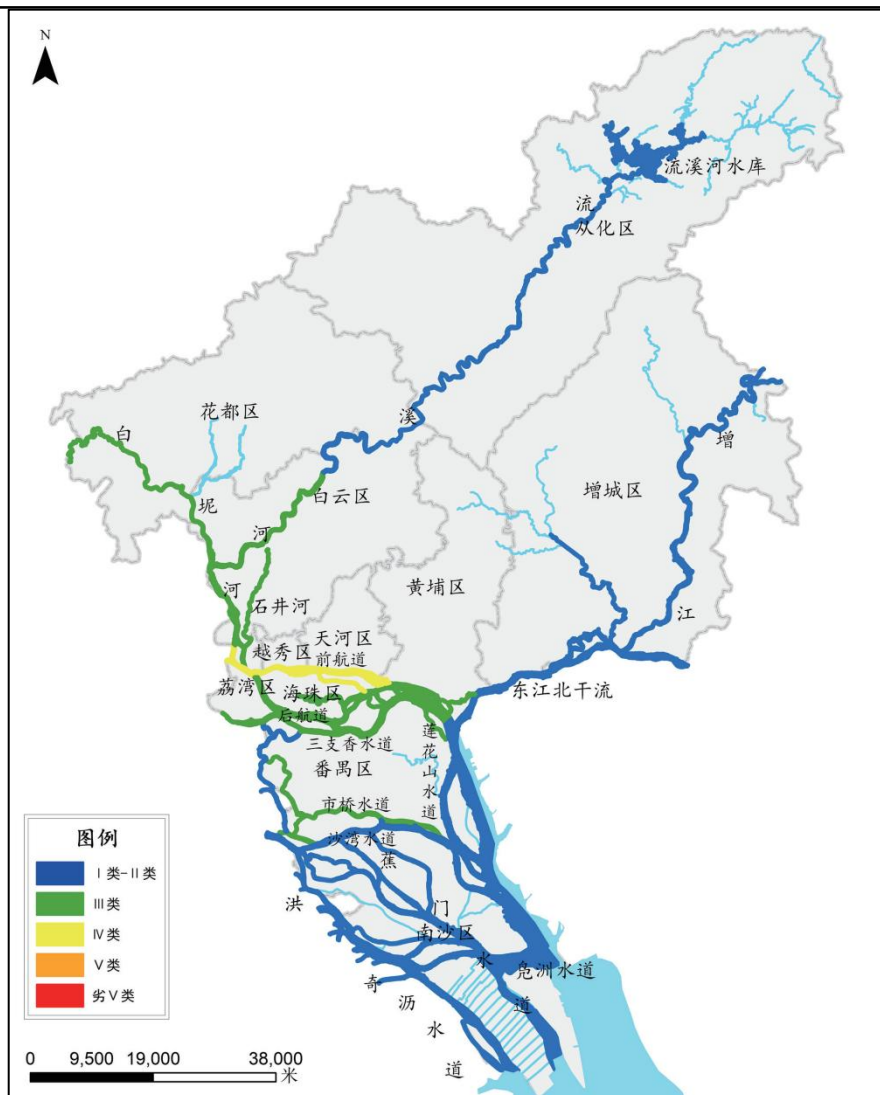 N
流溪河水库
流
从化区
溪
花都区
白
增
增城区
坭
白云区
河
黄埔区
河
石井河
江
天河区
越秀区
前航道
荔湾区
海珠区
东江北干流
后航道
莲花山水道
三支香水道
番禺区
市桥水道
沙湾水道
蕉
洪
门
南沙区
水
凫洲水道
奇
道
沥
水
道
图例
Ⅰ类-Ⅱ类
Ⅲ类
Ⅳ类
Ⅴ类
劣Ⅴ类
0 9,500 19,000 38,000
米